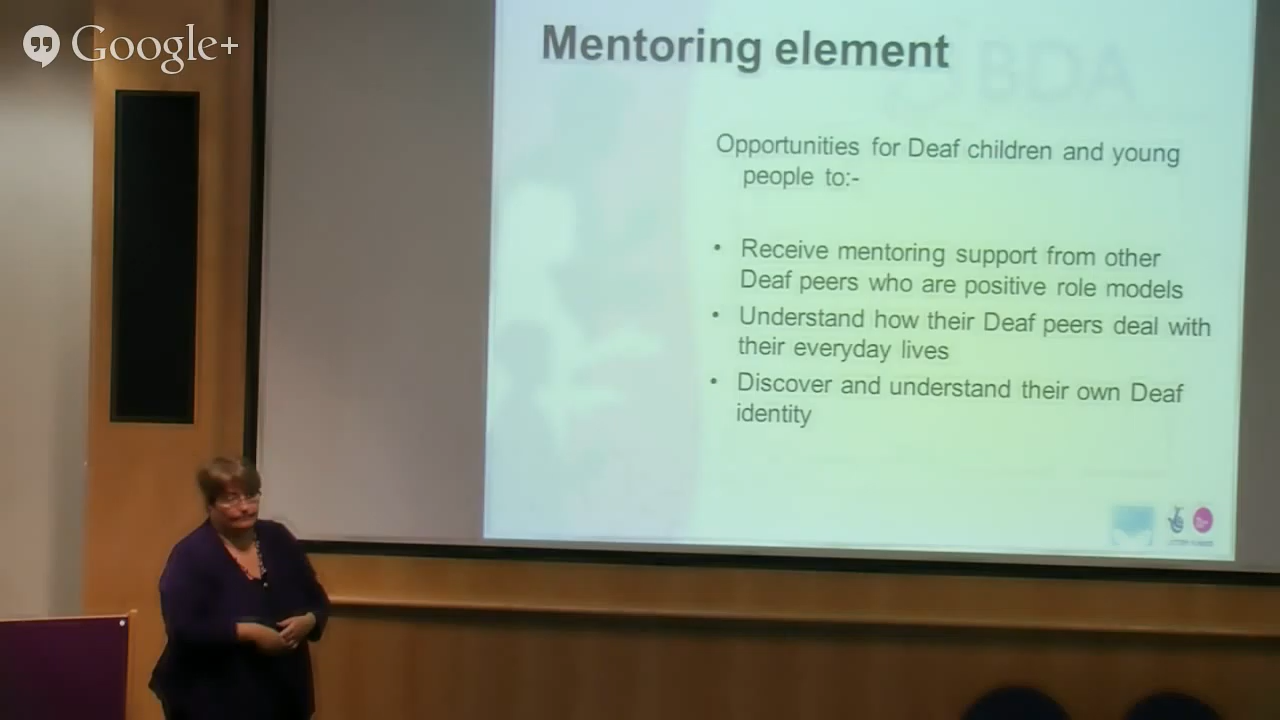 Google+
Mentoring element
BDA
Opportunities for Deaf children and young
people to:-
• Receive mentoring support from other
Deaf peers who are positive role models
• Understand how their Deaf peers deal with
their everyday lives
• Discover and understand their own Deaf
identity